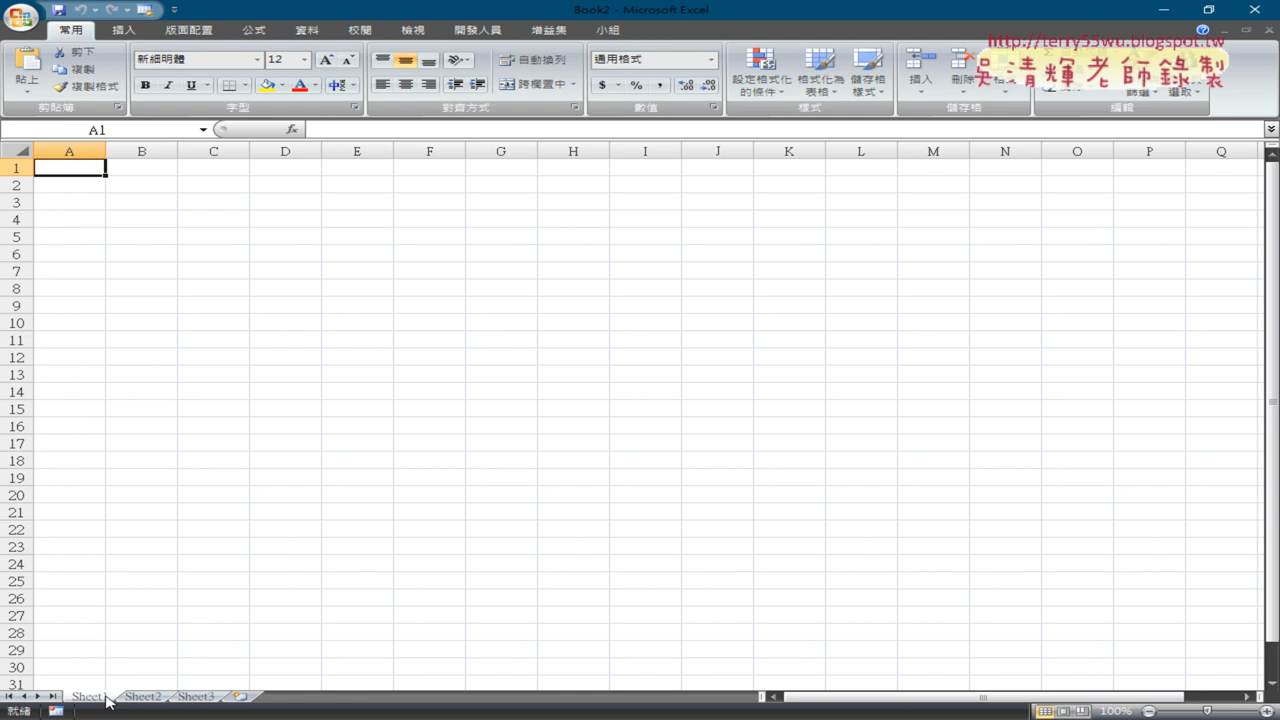 Book2 - Microsoft Excel
常用 插入 版面配置 公式 資料 校閱 檢視 開發人員 增益集 小組
http://terry55wu.blogspot.tw
吳清輝老師錄製
貼上 剪下 複製 複製格式 剪貼簿
新細明體 12 字型
自動換列 跨欄置中 對齊方式
通用格式 $ % , 數值
設定格式化的條件 格式化為表格 儲存格樣式 樣式
插入 刪除 儲存格
篩選 選取 編輯
A1 fx
A B C D E F G H I J K L M N O P Q
1
2
3
4
5
6
7
8
9
10
11
12
13
14
15
16
17
18
19
20
21
22
23
24
25
26
27
28
29
30
31
Sheet1 Sheet2 Sheet3
就緒 100%